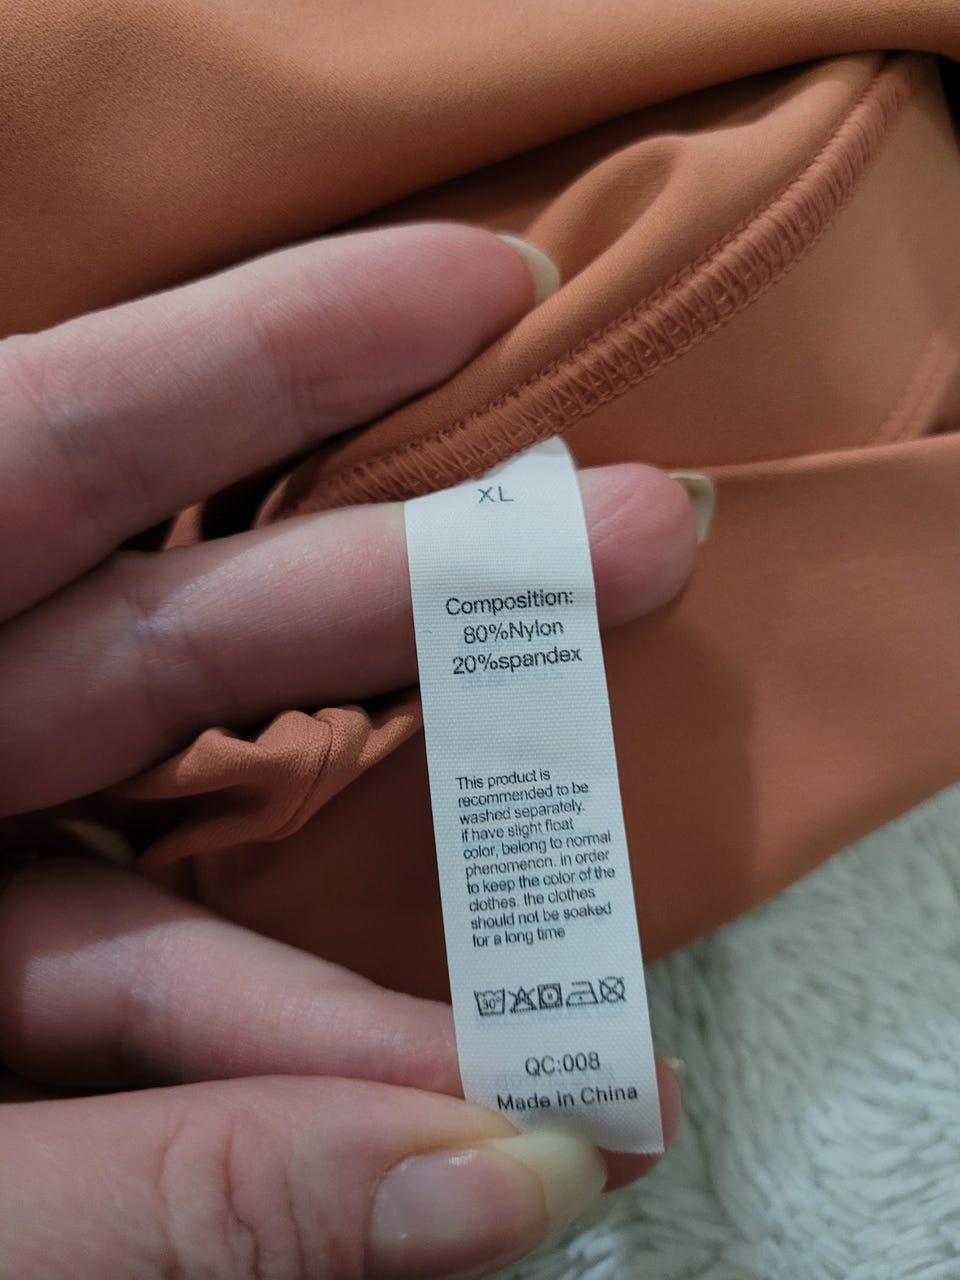 XL
Composition:
80%Nylon
20%spandex
This product is
recommended to be
washed separately.
if have slight float
color, belong to normal
phenomenon. in order
to keep the color of the
clothes. the clothes
should not be soaked
for a long time
30°
QC:008
Made in China